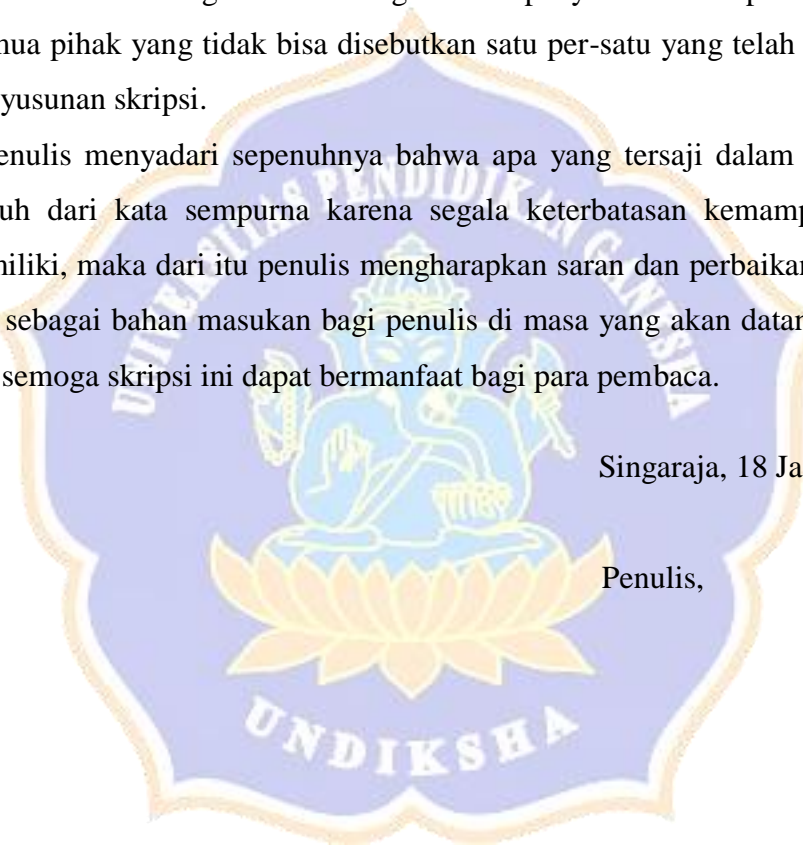 nua pihak yang tidak bisa disebutkan satu per-satu yang telah
yusunan skripsi.
enulis menyadari sepenuhnya bahwa apa yang tersaji dalam
uh dari kata sempurna karena segala keterbatasan kemamp
niliki, maka dari itu penulis mengharapkan saran dan perbaikan
sebagai bahan masukan bagi penulis di masa yang akan datan
semoga skripsi ini dapat bermanfaat bagi para pembaca.
Singaraja, 18 Ja
Penulis,
UNIVERSITAS PENDIDIKAN GANESHA
UNDIKSHA